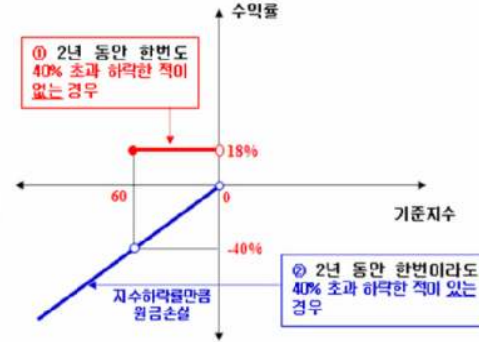 수익률
① 2년 동안 한번도
40% 초과 하락한 적이
없는 경우
18%
60
0
기준지수
-40%
② 2년 동안 한번이라도
40% 초과 하락한 적이 있는
경우
지수하락률만큼
원금손실